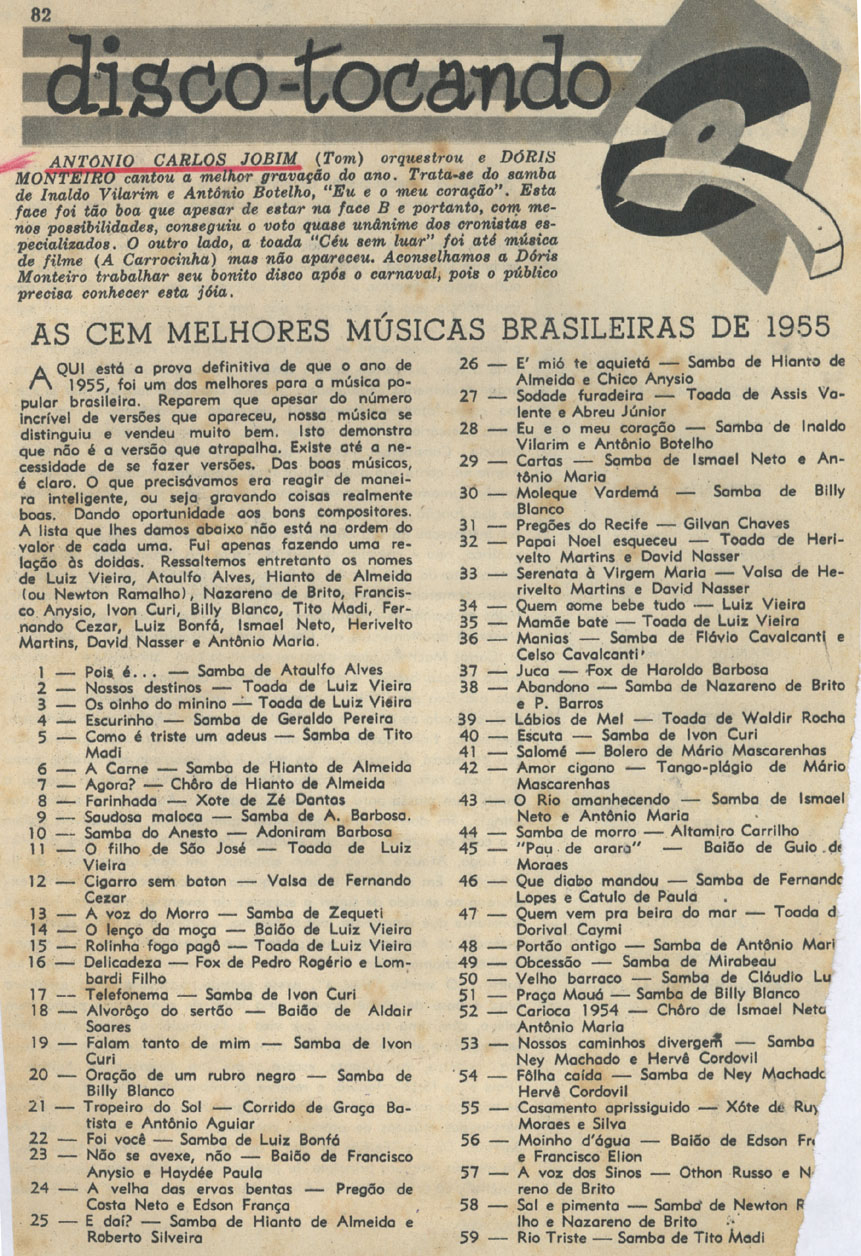 82
disco-tocando
ANTÔNIO CARLOS JOBIM (Tom) orquestrou e DÓRIS
MONTEIRO cantou a melhor gravação do ano. Trata-se do samba
de Inaldo Vilarim e Antônio Botelho, "Eu e o meu coração". Esta
face foi tão boa que apesar de estar na face B e portanto, com me-
nos possibilidades, conseguiu o voto quase unânime dos cronistas es-
pecializados. O outro lado, a toada "Céu sem luar" foi até música
de filme (A Carrocinha) mas não apareceu. Aconselhamos a Dóris
Monteiro trabalhar seu bonito disco após o carnaval, pois o público
precisa conhecer esta jóia.
AS CEM MELHORES MÚSICAS BRASILEIRAS DE 1955
AQUI está a prova definitiva de que o ano de
1955, foi um dos melhores para a música po-
pular brasileira. Reparem que apesar do número
incrível de versões que apareceu, nossa música se
distinguiu e vendeu muito bem. Isto demonstra
que não é a versão que atrapalha. Existe até a ne-
cessidade de se fazer versões. Das boas músicas,
é claro. O que precisávamos era reagir de manei-
ra inteligente, ou seja gravando coisas realmente
boas. Dando oportunidade aos bons compositores.
A lista que lhes damos abaixo não está na ordem do
valor de cada uma. Fui apenas fazendo uma re-
lação às doidas. Ressaltemos entretanto os nomes
de Luiz Vieira, Ataulfo Alves, Hianto de Almeida
(ou Newton Ramalho), Nazareno de Brito, Francis-
co Anysio, Ivon Curi, Billy Blanco, Tito Madi, Fer-
nando Cezar, Luiz Bonfá, Ismael Neto, Herivelto
Martins, David Nasser e Antônio Maria.
1 — Pois é... — Samba de Ataulfo Alves
2 — Nossos destinos — Toada de Luiz Vieira
3 — Os oinho do minino — Toada de Luiz Vieira
4 — Escurinho — Samba de Geraldo Pereira
5 — Como é triste um adeus — Samba de Tito
Madi
6 — A Carne — Samba de Hianto de Almeida
7 — Agora? — Chôro de Hianto de Almeida
8 — Farinhada — Xote de Zé Dantas
9 — Saudosa maloca — Samba de A. Barbosa.
10 — Samba do Anesto — Adoniram Barbosa
11 — O filho de São José — Toada de Luiz
Vieira
12 — Cigarro sem baton — Valsa de Fernando
Cezar
13 — A voz do Morro — Samba de Zequeti
14 — O lenço da moça — Baião de Luiz Vieira
15 — Rolinha fogo pagô — Toada de Luiz Vieira
16 — Delicadeza — Fox de Pedro Rogério e Lom-
bardi Filho
17 — Telefonema — Samba de Ivon Curi
18 — Alvorôço do sertão — Baião de Aldair
Soares
19 — Falam tanto de mim — Samba de Ivon
Curi
20 — Oração de um rubro negro — Samba de
Billy Blanco
21 — Tropeiro do Sol — Corrido de Graça Ba-
tista e Antônio Aguiar
22 — Foi você — Samba de Luiz Bonfá
23 — Não se avexe, não — Baião de Francisco
Anysio e Haydée Paula
24 — A velha das ervas bentas — Pregão de
Costa Neto e Edson França
25 — E daí? — Samba de Hianto de Almeida e
Roberto Silveira
26 — E' mió te aquietá — Samba de Hianto de
Almeida e Chico Anysio
27 — Sodade furadeira — Toada de Assis Va-
lente e Abreu Júnior
28 — Eu e o meu coração — Samba de Inaldo
Vilarim e Antônio Botelho
29 — Cartas — Samba de Ismael Neto e An-
tônio Maria
30 — Moleque Vardemá — Samba de Billy
Blanco
31 — Pregões do Recife — Gilvan Chaves
32 — Papai Noel esqueceu — Toada de Heri-
velto Martins e David Nasser
33 — Serenata à Virgem Maria — Valsa de He-
rivelto Martins e David Nasser
34 — Quem come bebe tudo — Luiz Vieira
35 — Mamãe bate — Toada de Luiz Vieira
36 — Manias — Samba de Flávio Cavalcanti e
Celso Cavalcanti
37 — Juca — Fox de Haroldo Barbosa
38 — Abandono — Samba de Nazareno de Brito
e P. Barros
39 — Lábios de Mel — Toada de Waldir Rocha
40 — Escuta — Samba de Ivon Curi
41 — Salomé — Bolero de Mário Mascarenhas
42 — Amor cigano — Tango-plágio de Mário
Mascarenhas
43 — O Rio amanhecendo — Samba de Ismael
Neto e Antônio Maria
44 — Samba de morro — Altamiro Carrilho
45 — "Pau de arara" — Baião de Guio de
Moraes
46 — Que diabo mandou — Samba de Fernando
Lopes e Catulo de Paula
47 — Quem vem pra beira do mar — Toada d
Dorival Caymi
48 — Portão antigo — Samba de Antônio Mari
49 — Obcessão — Samba de Mirabeau
50 — Velho barraco — Samba de Cláudio Lu
51 — Praça Mauá — Samba de Billy Blanco
52 — Carioca 1954 — Chôro de Ismael Neto
Antônio Maria
53 — Nossos caminhos divergem — Samba
Ney Machado e Hervê Cordovil
54 — Fôlha caída — Samba de Ney Machado
Hervê Cordovil
55 — Casamento aprissiguido — Xóte de Ruy
Moraes e Silva
56 — Moinho d'água — Baião de Edson Fr
e Francisco Elion
57 — A voz dos Sinos — Othon Russo e N
reno de Brito
58 — Sal e pimenta — Samba de Newton R
lho e Nazareno de Brito
59 — Rio Triste — Samba de Tito Madi